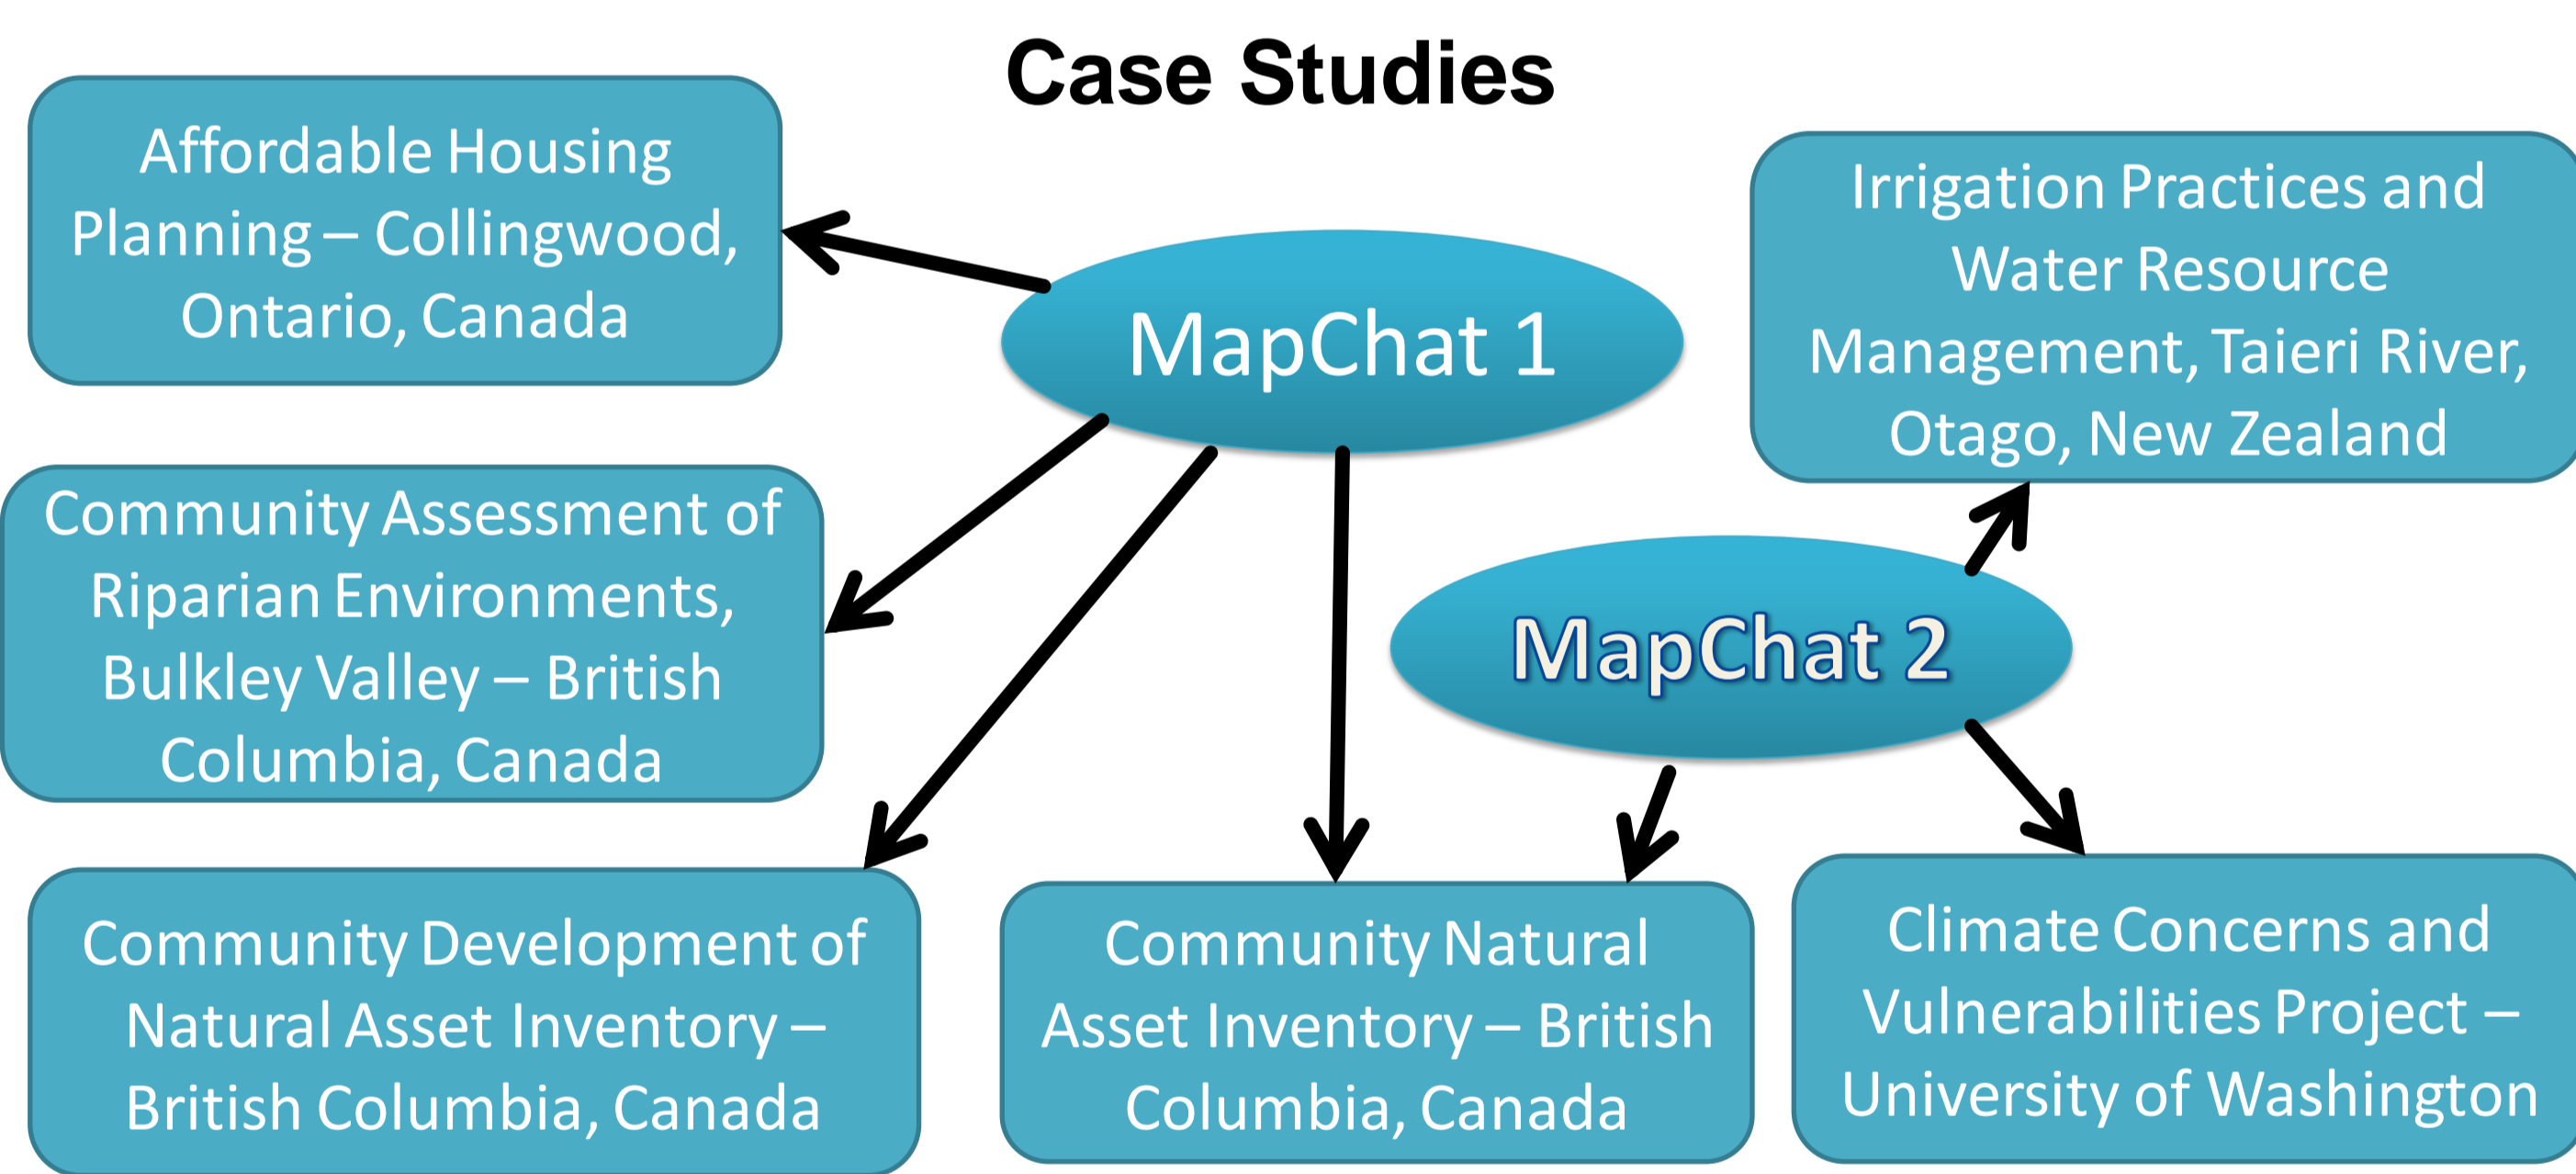 Case Studies
Affordable Housing
Planning – Collingwood,
Ontario, Canada
MapChat 1
Irrigation Practices and
Water Resource
Management, Taieri River,
Otago, New Zealand
Community Assessment of
Riparian Environments,
Bulkley Valley – British
Columbia, Canada
MapChat 2
Community Development of
Natural Asset Inventory –
British Columbia, Canada
Community Natural
Asset Inventory – British
Columbia, Canada
Climate Concerns and
Vulnerabilities Project –
University of Washington